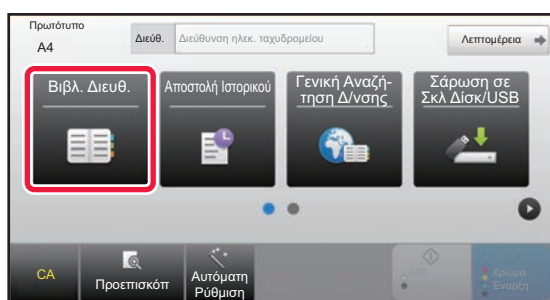 Πρωτότυπο
A4
Διεύθ.
Διεύθυνση ηλεκ. ταχυδρομείου
Λεπτομέρεια
Βιβλ. Διευθ.
Αποστολή Ιστορικού
Γενική Αναζή-
τηση Δ/νσης
Σάρωση σε
Σκλ Δίσκ/USB
CA
Προεπισκόπ
Αυτόματη
Ρύθμιση
Χρώμα
Έναρξη